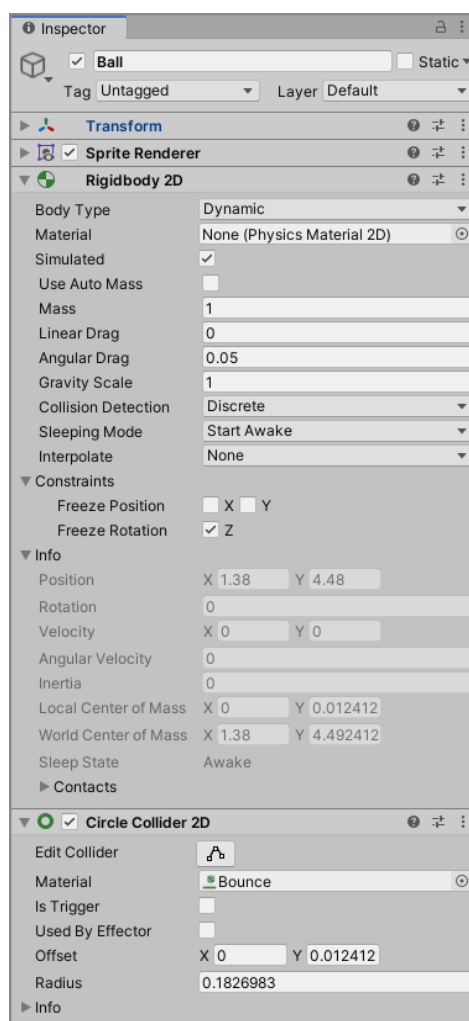 Inspector
Ball Static
Tag Untagged Layer Default
Transform
Sprite Renderer
Rigidbody 2D
Body Type Dynamic
Material None (Physics Material 2D)
Simulated
Use Auto Mass
Mass 1
Linear Drag 0
Angular Drag 0.05
Gravity Scale 1
Collision Detection Discrete
Sleeping Mode Start Awake
Interpolate None
Constraints
Freeze Position X Y
Freeze Rotation Z
Info
Position X 1.38 Y 4.48
Rotation 0
Velocity X 0 Y 0
Angular Velocity 0
Inertia 0
Local Center of Mass X 0 Y 0.012412
World Center of Mass X 1.38 Y 4.492412
Sleep State Awake
Contacts
Circle Collider 2D
Edit Collider
Material Bounce
Is Trigger
Used By Effector
Offset X 0 Y 0.012412
Radius 0.1826983
Info